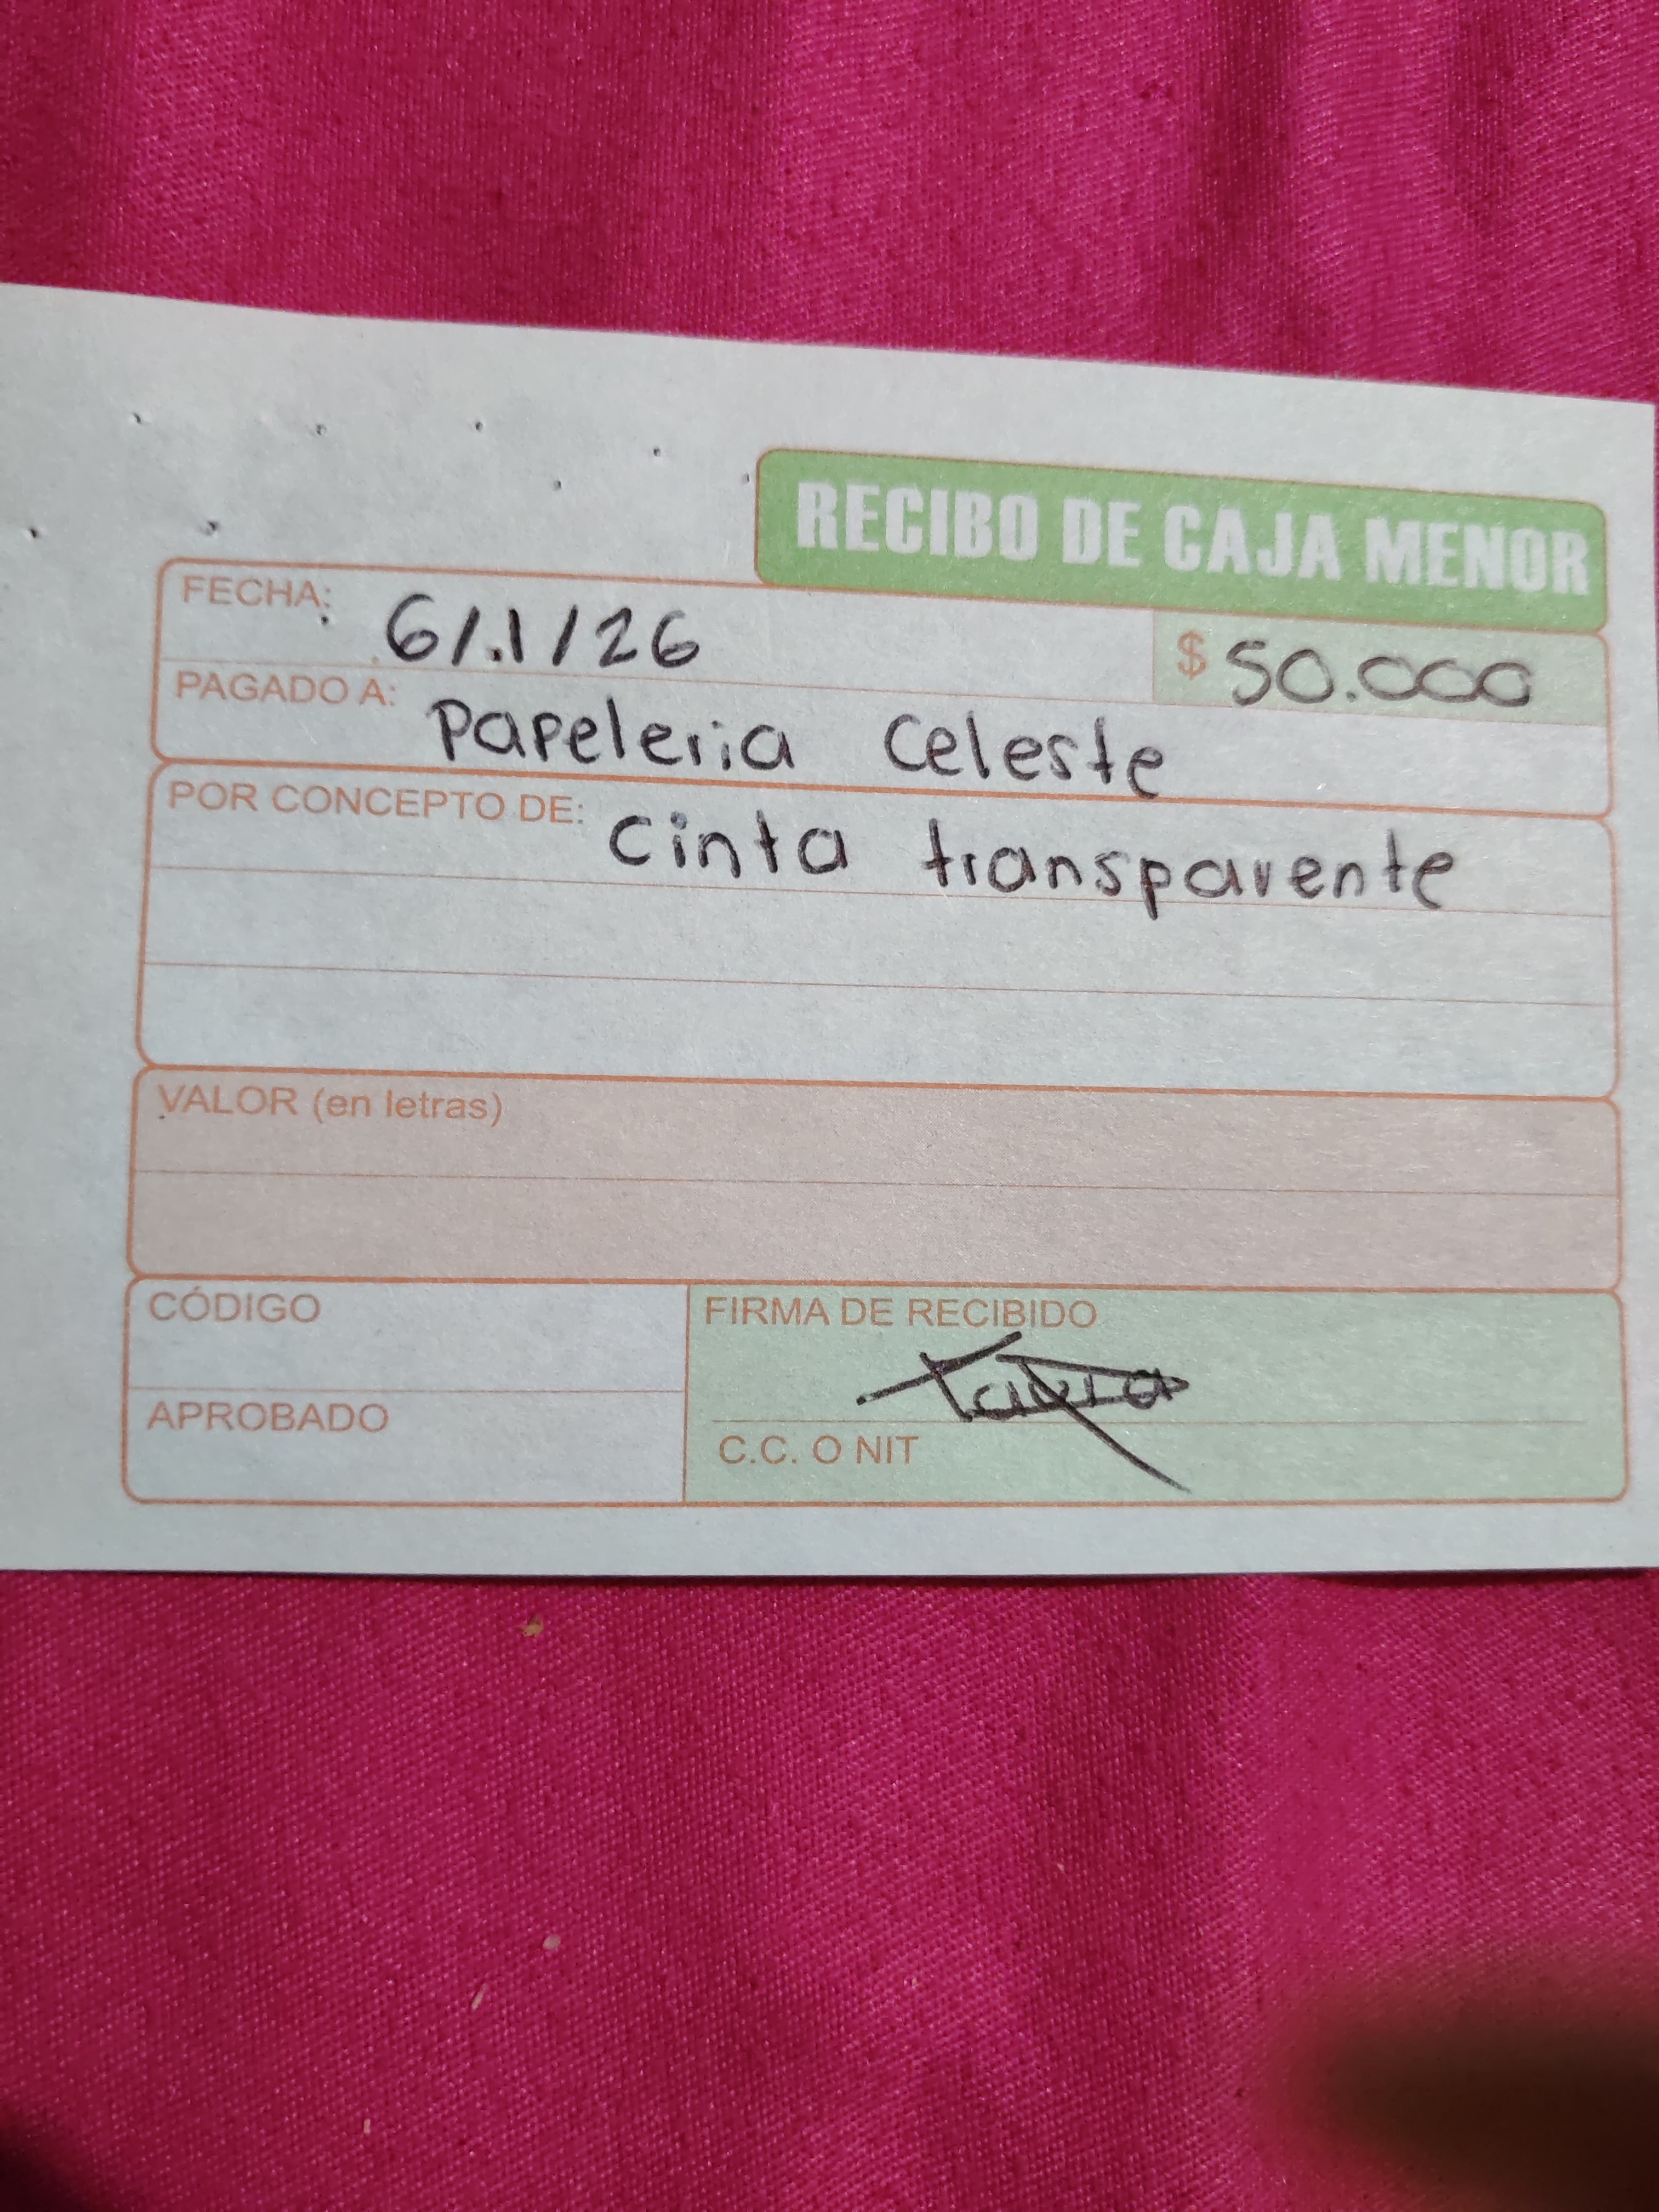 RECIBO DE CAJA MENOR
FECHA: 6/1/26 $ 50.000
PAGADO A: Papeleria Celeste
POR CONCEPTO DE: Cinta transparente
VALOR (en letras)
CÓDIGO
FIRMA DE RECIBIDO
APROBADO
C.C. O NIT